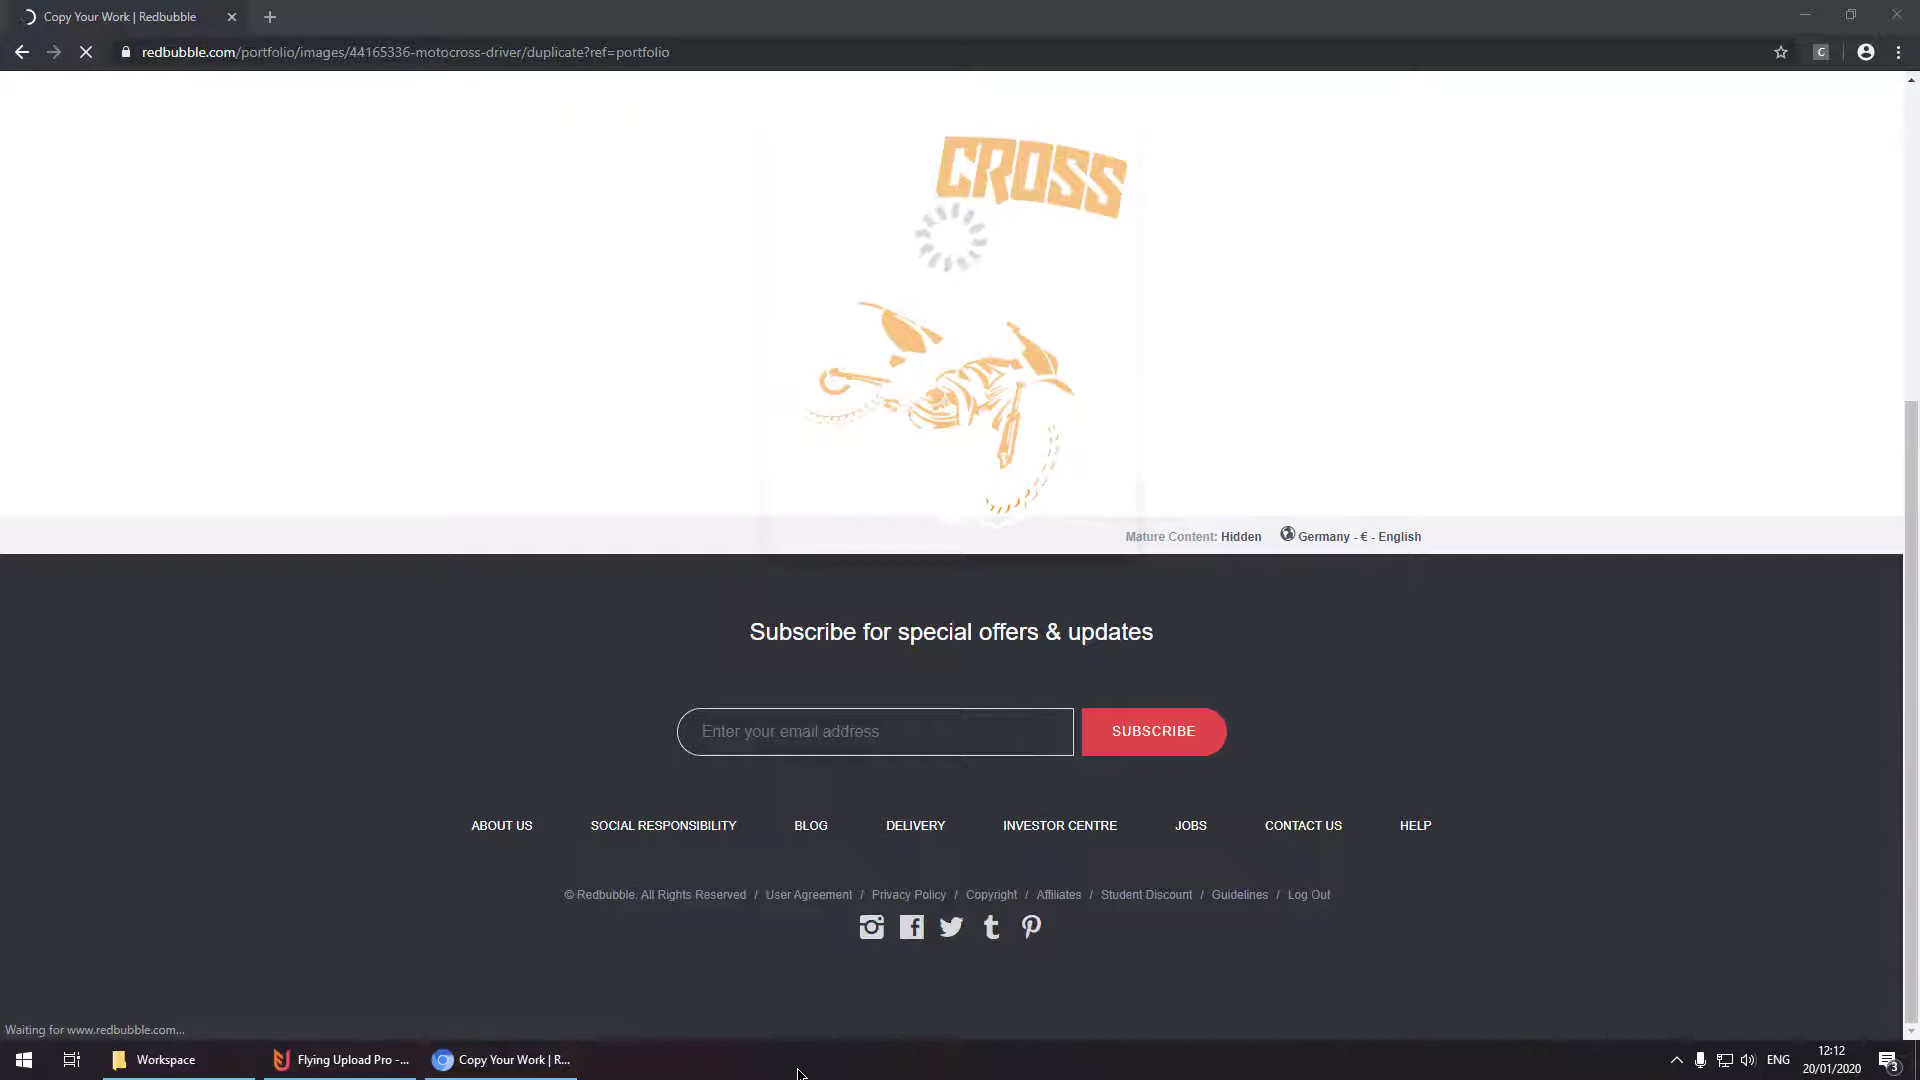 Copy Your Work | Redbubble
redbubble.com/portfolio/images/44165336-motocross-driver/duplicate?ref=portfolio
C
CROSS
Mature Content: Hidden
Germany - € - English
Subscribe for special offers & updates
Enter your email address
SUBSCRIBE
ABOUT US SOCIAL RESPONSIBILITY BLOG DELIVERY INVESTOR CENTRE JOBS CONTACT US HELP
© Redbubble. All Rights Reserved / User Agreement / Privacy Policy / Copyright / Affiliates / Student Discount / Guidelines / Log Out
Waiting for www.redbubble.com...
Workspace
Flying Upload Pro -...
Copy Your Work | R...
ENG
12:12
20/01/2020
3